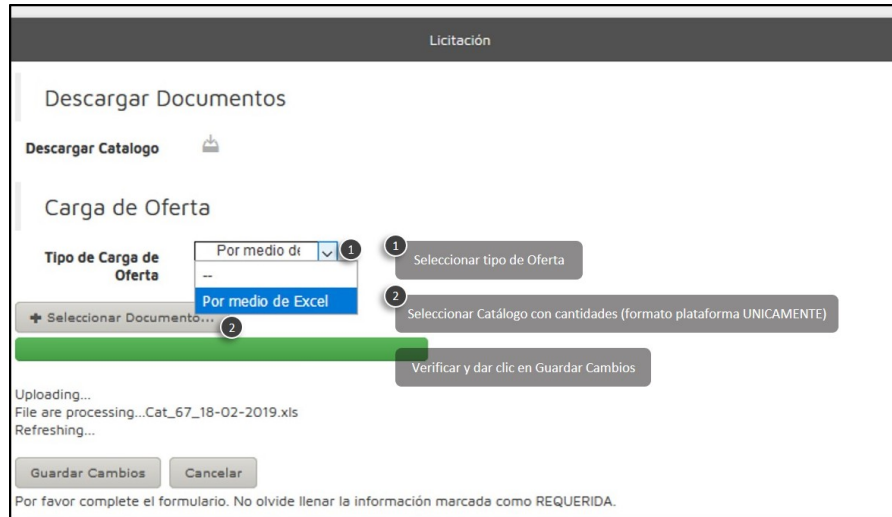 Licitación
Descargar Documentos
Descargar Catalogo
Carga de Oferta
Tipo de Carga de
Oferta
Por medio de
1
1
Seleccionar tipo de Oferta
--
Por medio de Excel
2
Seleccionar Catálogo con cantidades (formato plataforma UNICAMENTE)
+ Seleccionar Documento...
2
Verificar y dar clic en Guardar Cambios
Uploading...
File are processing...Cat_67_18-02-2019.xls
Refreshing...
Guardar Cambios
Cancelar
Por favor complete el formulario. No olvide llenar la información marcada como REQUERIDA.